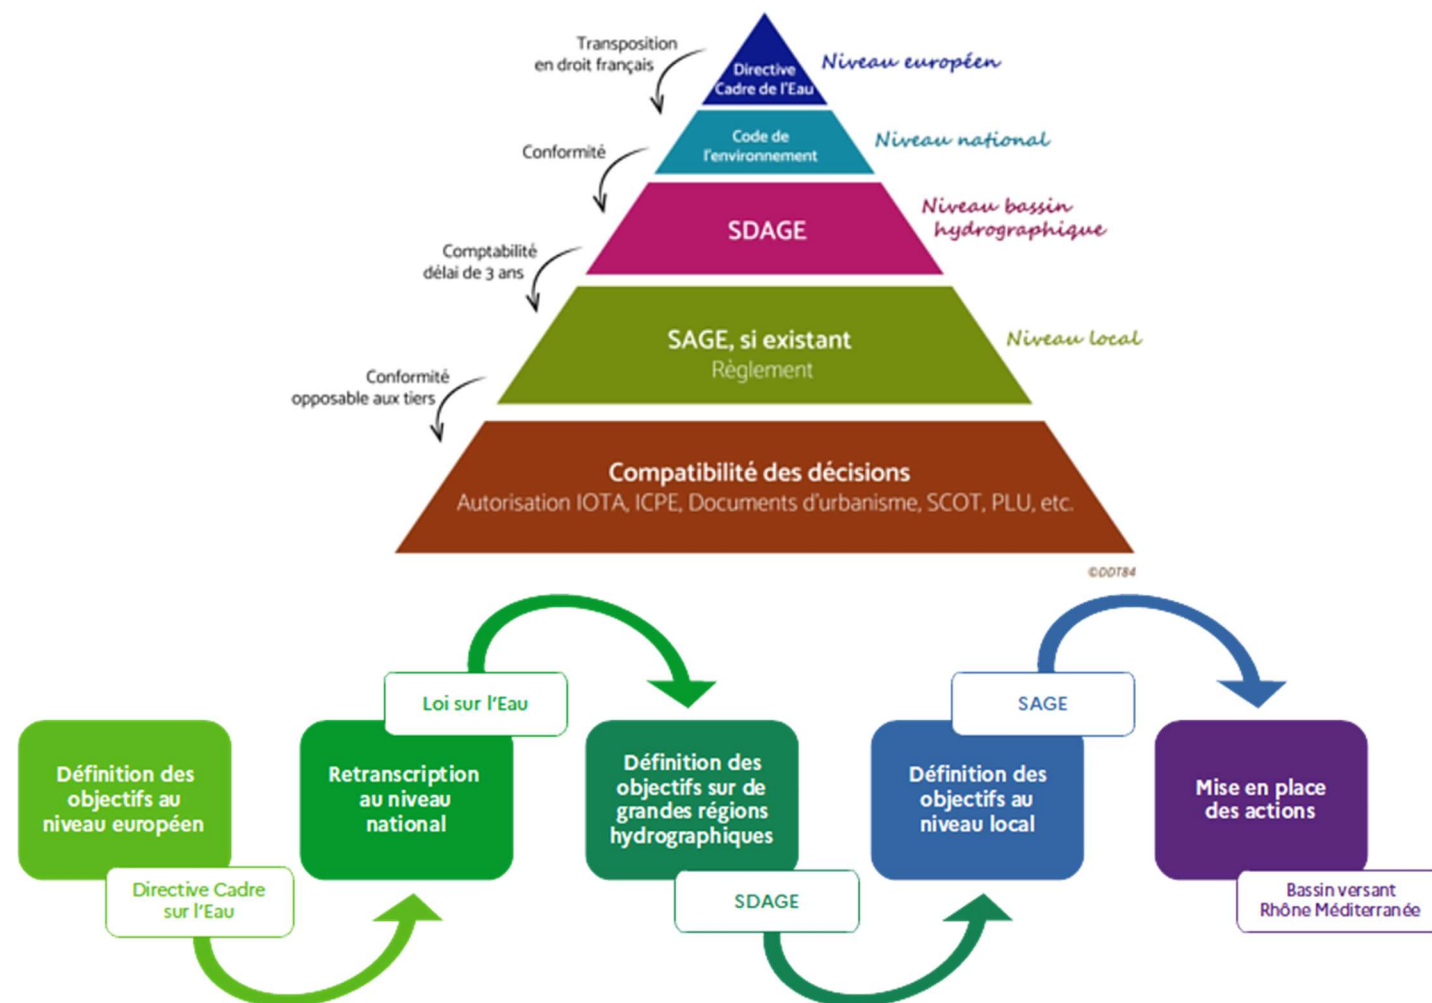 Transposition
en droit français
Directive
Cadre de l'Eau
Niveau européen
Conformité
Code de
l'environnement
Niveau national
SDAGE
Niveau bassin
hydrographique
Comptabilité
délai de 3 ans
SAGE, si existant
Règlement
Niveau local
Conformité
opposable aux tiers
Compatibilité des décisions
Autorisation IOTA, ICPE, Documents d'urbanisme, SCOT, PLU, etc.
©DDT84
Définition des
objectifs au
niveau européen
Directive Cadre
sur l'Eau
Loi sur l'Eau
Retranscription
au niveau
national
Définition des
objectifs sur de
grandes régions
hydrographiques
SDAGE
SAGE
Définition des
objectifs au
niveau local
Mise en place
des actions
Bassin versant
Rhône Méditerranée